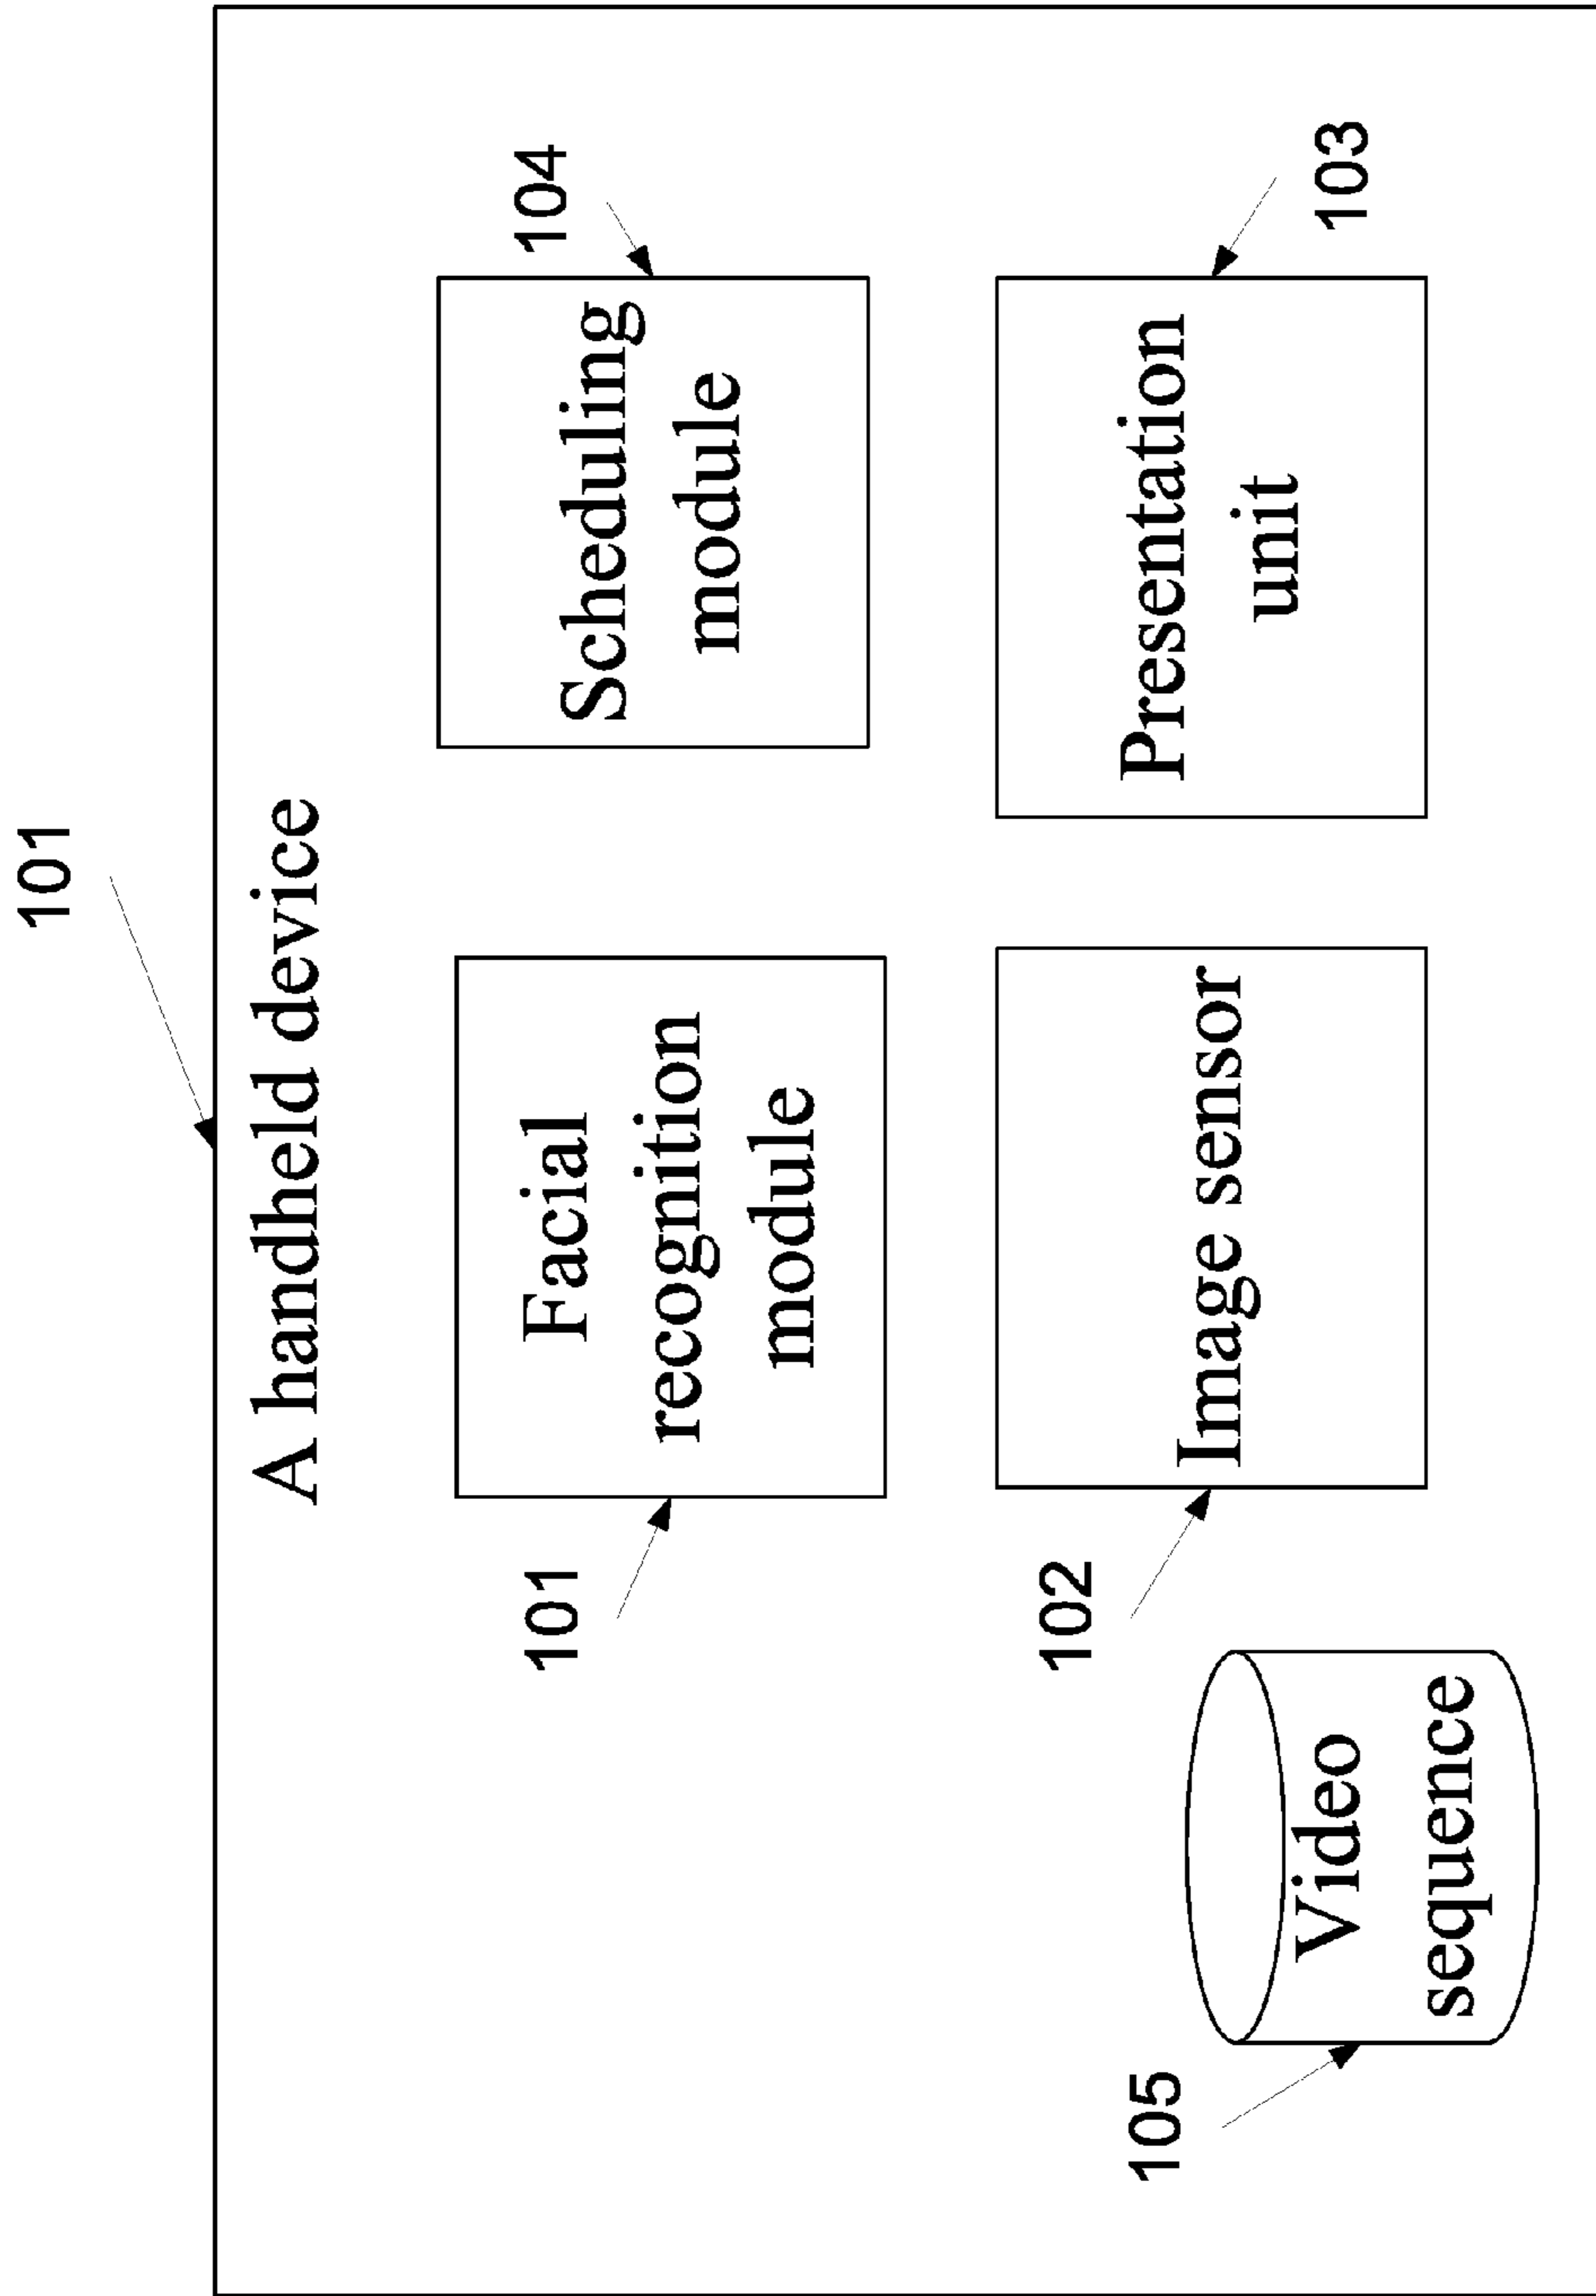 101
A handheld device
101
Facial
recognition
module
104
Scheduling
module
102
Image sensor
103
Presentation
unit
105
Video
sequence